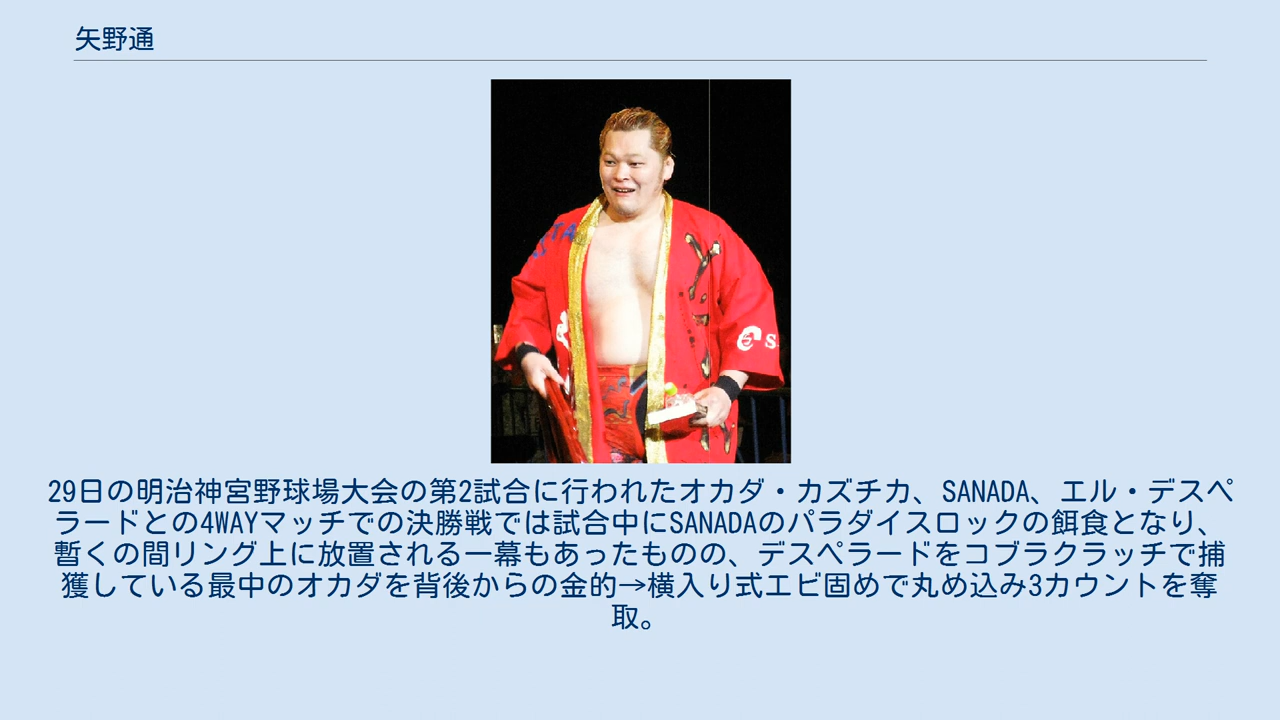 矢野通
29日の明治神宮野球場大会の第2試合に行われたオカダ・カズチカ、SANADA、エル・デスペ
ラードとの4WAYマッチでの決勝戦では試合中にSANADAのパラダイスロックの餌食となり、
暫くの間リング上に放置される一幕もあったものの、デスペラードをコブラクラッチで捕
獲している最中のオカダを背後からの金的→横入り式エビ固めで丸め込み3カウントを奪
取。